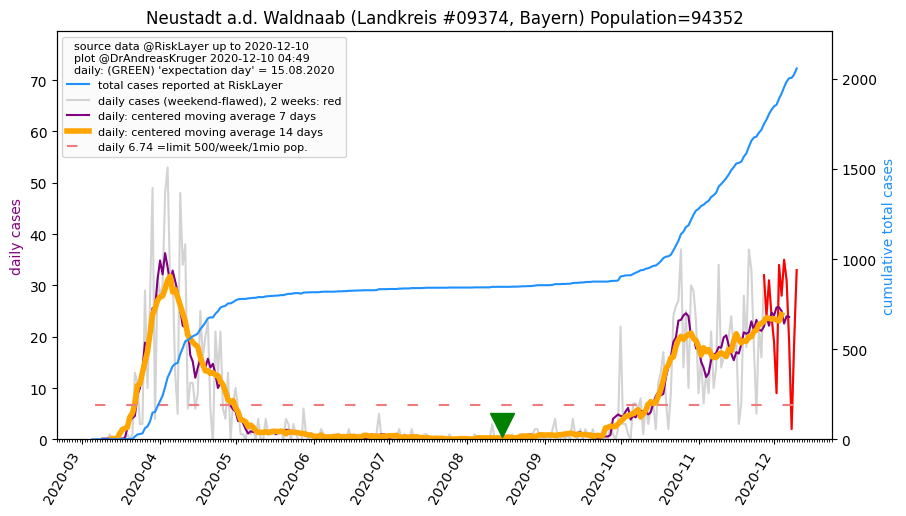 Neustadt a.d. Waldnaab (Landkreis #09374, Bayern) Population=94352
source data @RiskLayer up to 2020-12-10
plot @DrAndreasKruger 2020-12-10 04:49
daily: (GREEN) 'expectation day' = 15.08.2020
total cases reported at RiskLayer
daily cases (weekend-flawed), 2 weeks: red
daily: centered moving average 7 days
daily: centered moving average 14 days
daily 6.74 =limit 500/week/1mio pop.
daily cases
70
60
50
40
30
20
10
0
cumulative total cases
2000
1500
1000
500
0
2020-03
2020-04
2020-05
2020-06
2020-07
2020-08
2020-09
2020-10
2020-11
2020-12